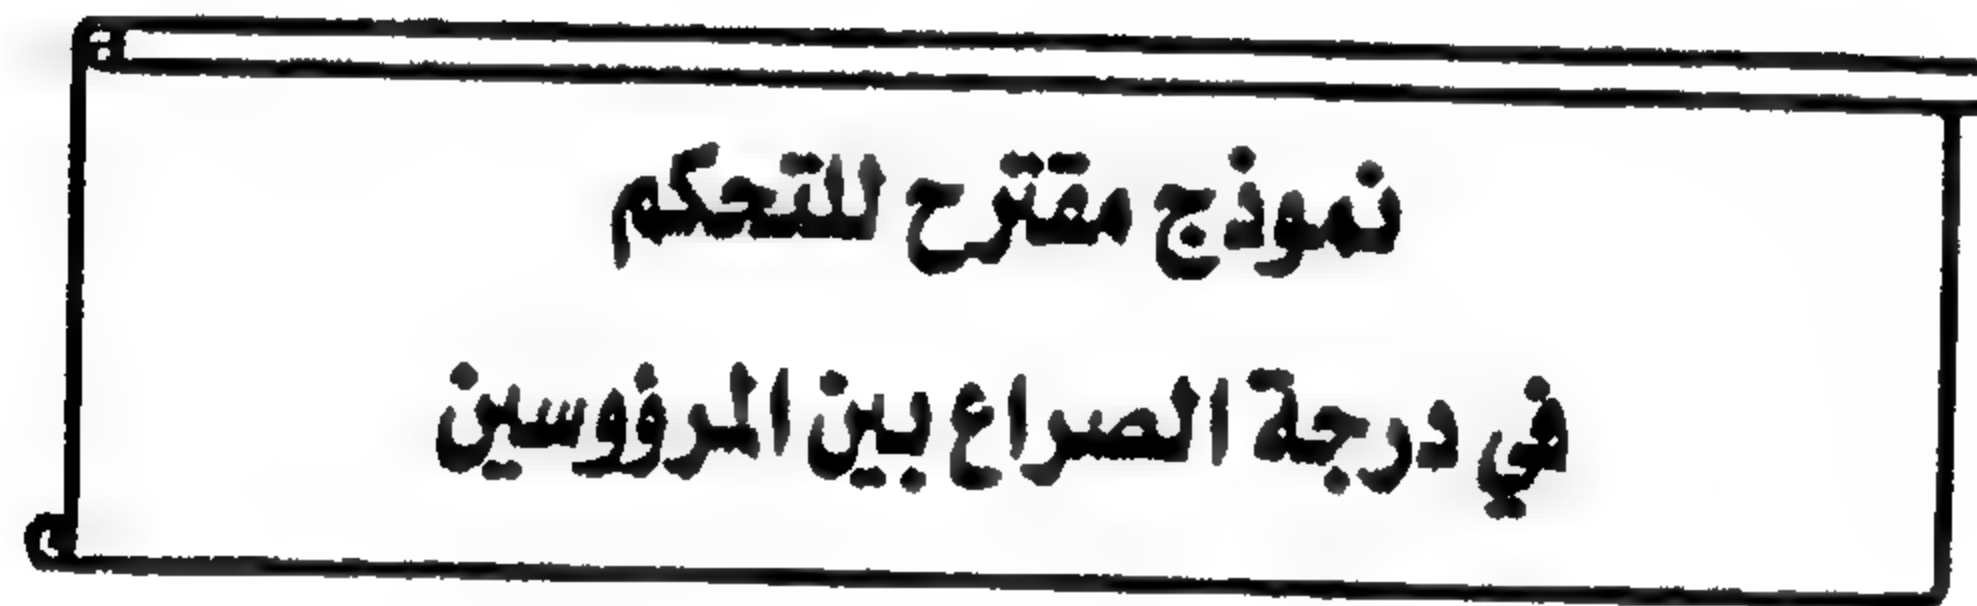 نموذج مقترح للتحكم
في درجة الصراع بين المرؤوسين